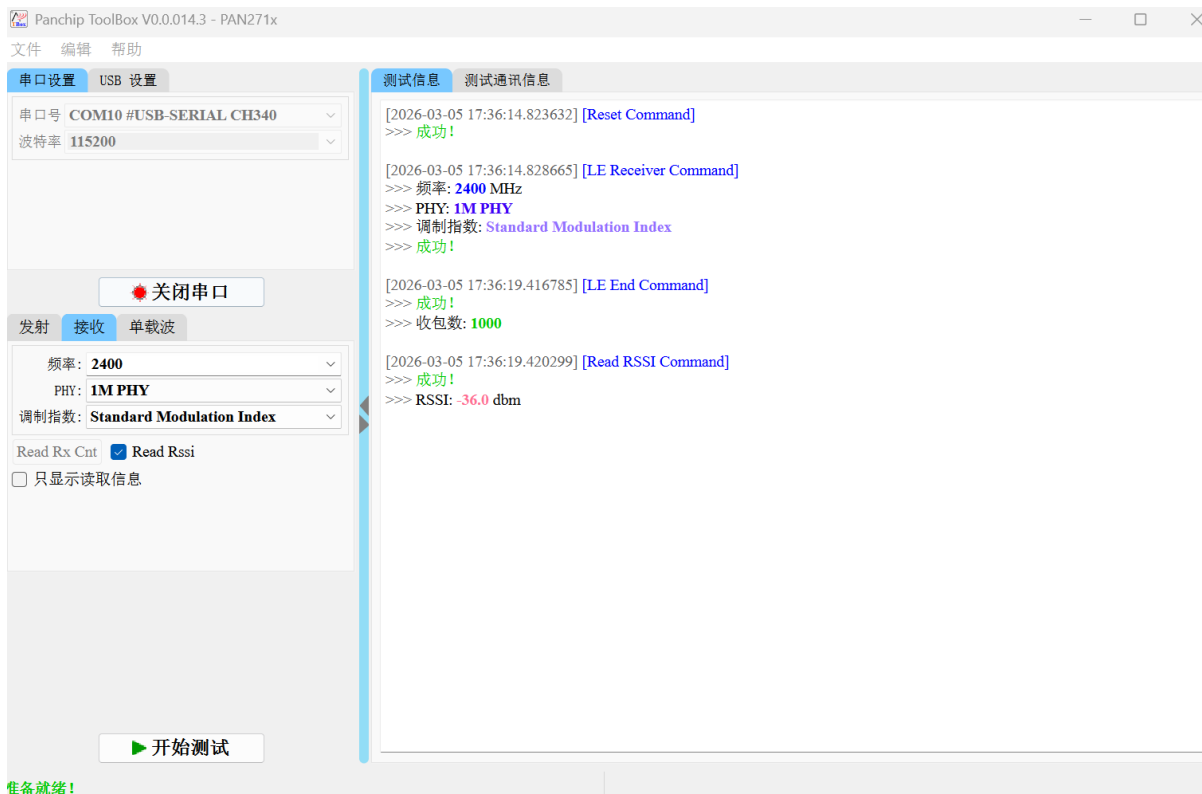 Panchip ToolBox V0.0.014.3 - PAN271x
文件 编辑 帮助
串口设置 USB 设置
串口号 COM10 #USB-SERIAL CH340
波特率 115200
关闭串口
发射 接收 单载波
频率: 2400
PHY: 1M PHY
调制指数: Standard Modulation Index
Read Rx Cnt Read Rssi
只显示读取信息
开始测试
准备就绪!
测试信息 测试通讯信息
[2026-03-05 17:36:14.823632] [Reset Command]
>>> 成功!
[2026-03-05 17:36:14.828665] [LE Receiver Command]
>>> 频率: 2400 MHz
>>> PHY: 1M PHY
>>> 调制指数: Standard Modulation Index
>>> 成功!
[2026-03-05 17:36:19.416785] [LE End Command]
>>> 成功!
>>> 收包数: 1000
[2026-03-05 17:36:19.420299] [Read RSSI Command]
>>> 成功!
>>> RSSI: -36.0 dbm